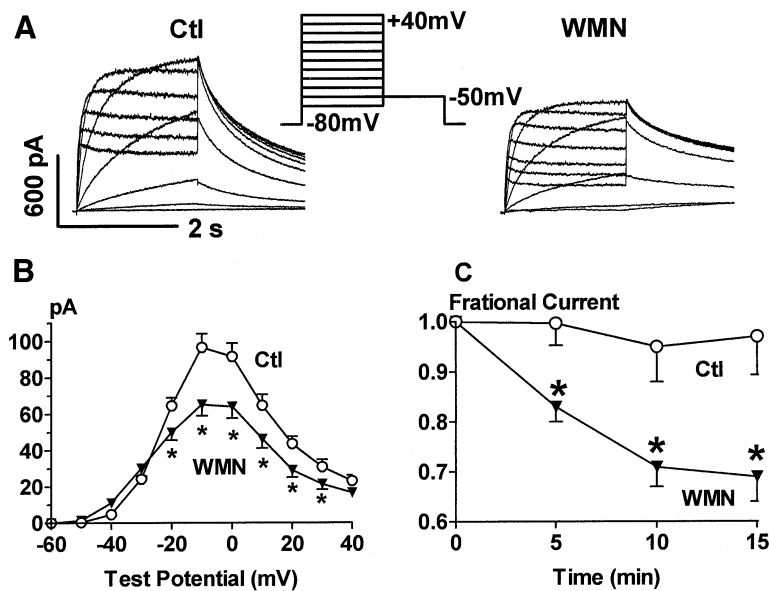 A
Ctl
WMN
+40mV
-50mV
-80mV
600 pA
2 s
B
pA
100
80
60
40
20
0
-60
-40
-20
0
20
40
Ctl
WMN
*
*
*
*
*
*
Test Potential (mV)
C
Frational Current
1.0
0.9
0.8
0.7
0.6
0
5
10
15
Ctl
WMN
*
*
*
Time (min)